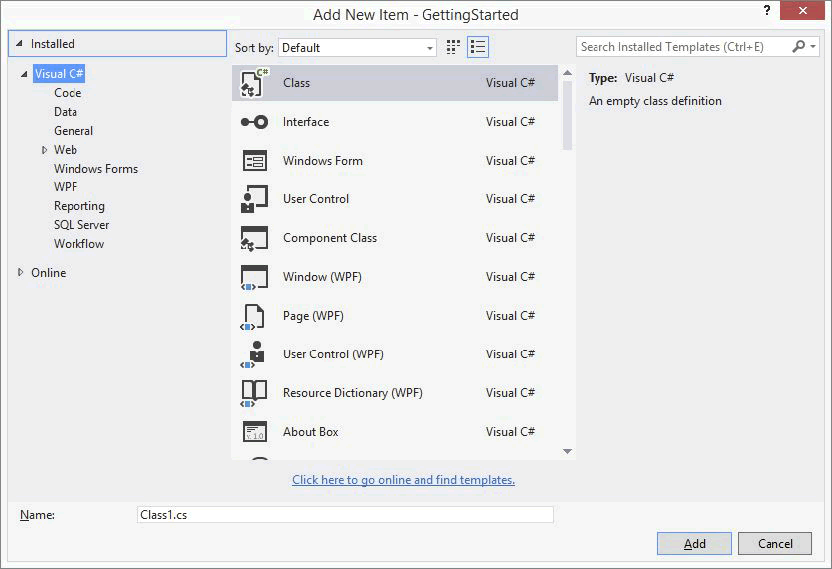 Add New Item - GettingStarted
?
Installed
Sort by: Default
Search Installed Templates (Ctrl+E)
Visual C#
Code
Data
General
Web
Windows Forms
WPF
Reporting
SQL Server
Workflow
Online
C#
Class Visual C#
Interface Visual C#
Windows Form Visual C#
User Control Visual C#
Component Class Visual C#
Window (WPF) Visual C#
Page (WPF) Visual C#
User Control (WPF) Visual C#
Resource Dictionary (WPF) Visual C#
v. 1.0
About Box Visual C#
Type: Visual C#
An empty class definition
Click here to go online and find templates.
Name: Class1.cs
Add Cancel